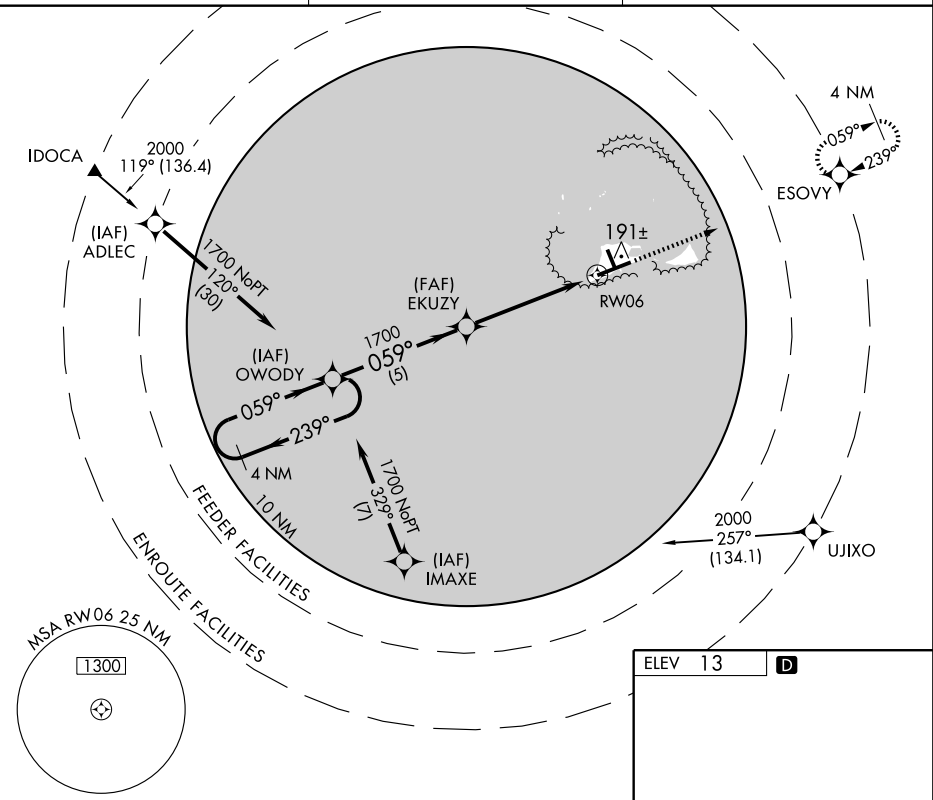 4 NM
059°
239°
ESOVY
IDOCA
2000
119° (136.4)
(IAF)
ADLEC
1700 NoPT
120°
(30)
191±
RW06
(FAF)
EKUZY
1700
059°
(5)
(IAF)
OWODY
059°
239°
4 NM
10 NM
1700 NoPT
329°
(7)
(IAF)
IMAXE
FEEDER FACILITIES
ENROUTE FACILITIES
2000
257°
(134.1)
UJIXO
MSA RW06 25 NM
1300
ELEV 13 D